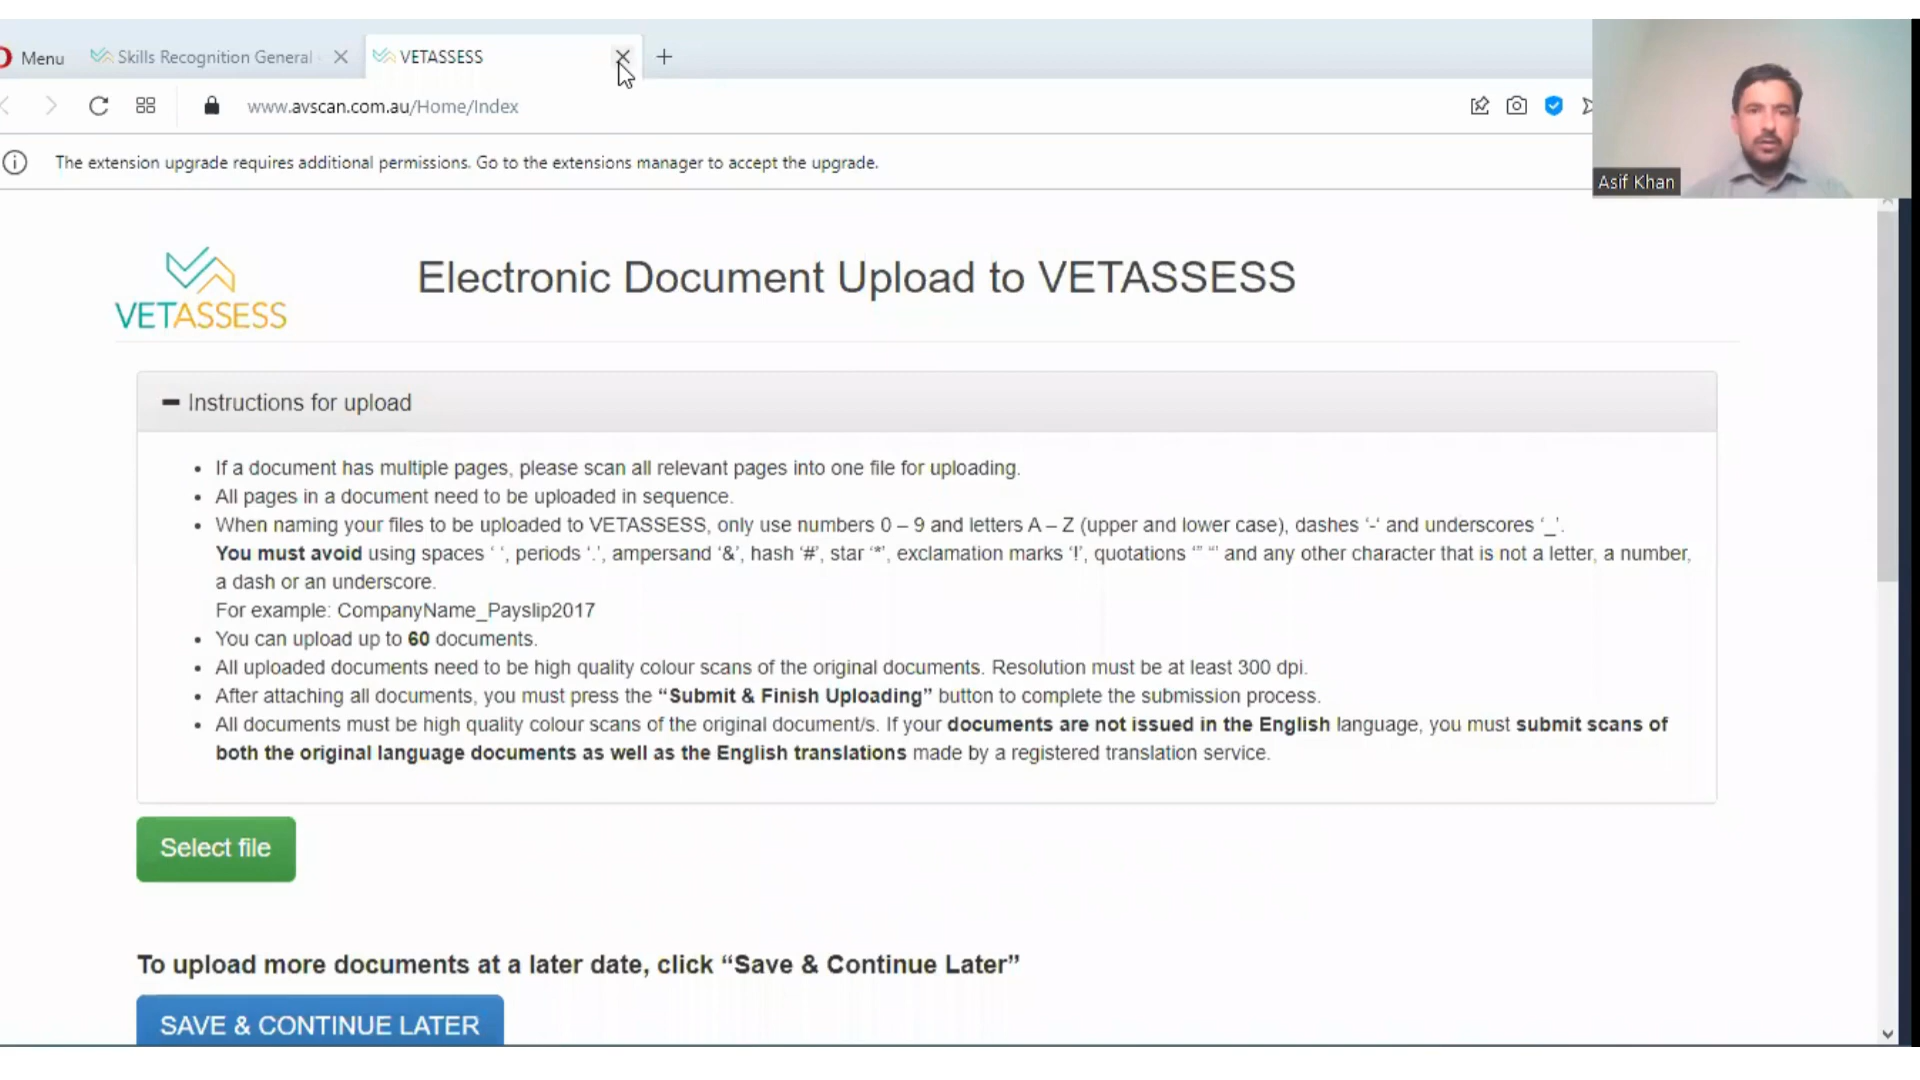 Menu
Skills Recognition General
VETASSESS
www.avscan.com.au/Home/Index
The extension upgrade requires additional permissions. Go to the extensions manager to accept the upgrade.
Asif Khan
VETASSESS
Electronic Document Upload to VETASSESS
Instructions for upload
• If a document has multiple pages, please scan all relevant pages into one file for uploading.
• All pages in a document need to be uploaded in sequence.
• When naming your files to be uploaded to VETASSESS, only use numbers 0 – 9 and letters A – Z (upper and lower case), dashes ‘-‘ and underscores ‘_’.
You must avoid using spaces ‘ ‘, periods ‘.’, ampersand ‘&’, hash ‘#’, star ‘*’, exclamation marks ‘!’, quotations ‘” “’ and any other character that is not a letter, a number,
a dash or an underscore.
For example: CompanyName_Payslip2017
• You can upload up to 60 documents.
• All uploaded documents need to be high quality colour scans of the original documents. Resolution must be at least 300 dpi.
• After attaching all documents, you must press the “Submit & Finish Uploading” button to complete the submission process.
• All documents must be high quality colour scans of the original document/s. If your documents are not issued in the English language, you must submit scans of
both the original language documents as well as the English translations made by a registered translation service.
Select file
To upload more documents at a later date, click “Save & Continue Later”
SAVE & CONTINUE LATER